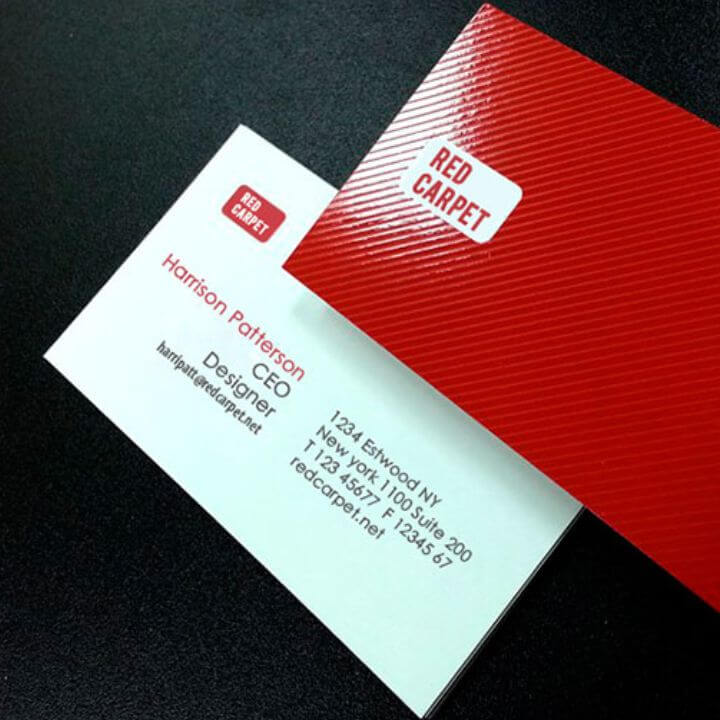 RED
CARPET
RED
CARPET
Harrison Patterson
CEO
Designer
harripatt@redcarpet.net
1234 Estwood NY
New york 1100 Suite 200
T 123 45677 F 12345 67
redcarpet.net